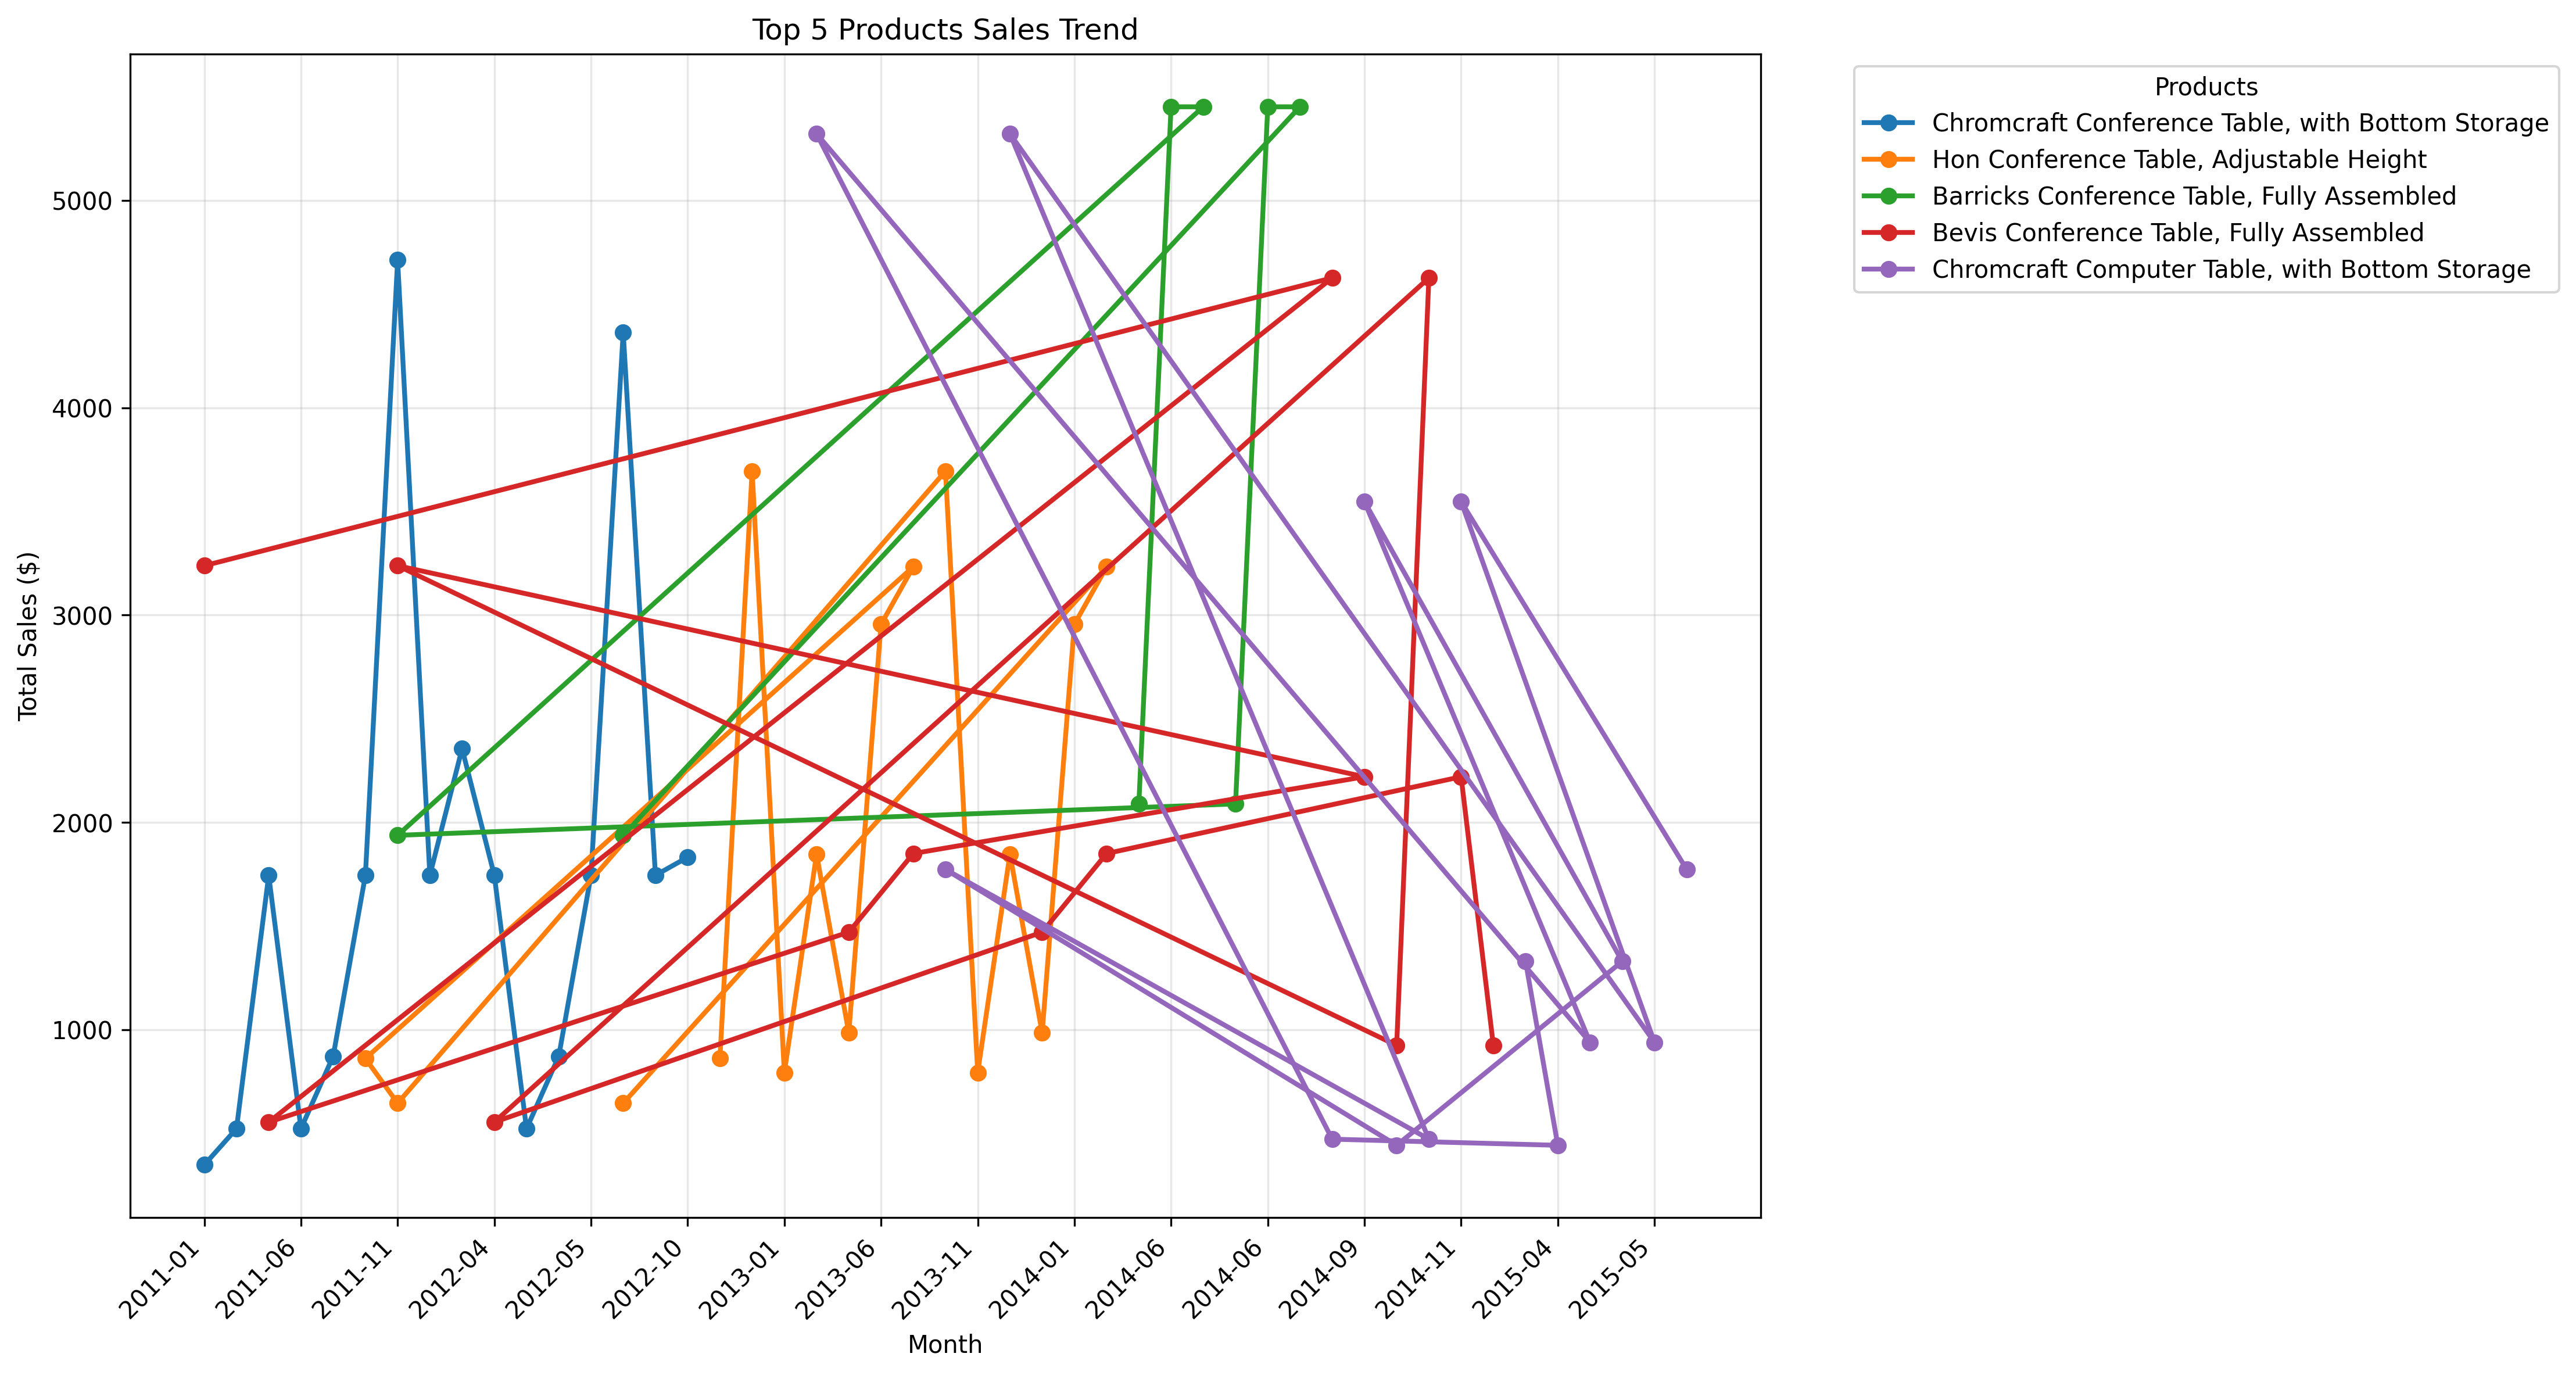 Top 5 Products Sales Trend
Products
Chromcraft Conference Table, with Bottom Storage
Hon Conference Table, Adjustable Height
Barricks Conference Table, Fully Assembled
Bevis Conference Table, Fully Assembled
Chromcraft Computer Table, with Bottom Storage
Total Sales ($)
5000
4000
3000
2000
1000
2011-01
2011-06
2011-11
2012-04
2012-05
2012-10
2013-01
2013-06
2013-11
2014-01
2014-06
2014-06
2014-09
2014-11
2015-04
2015-05
Month